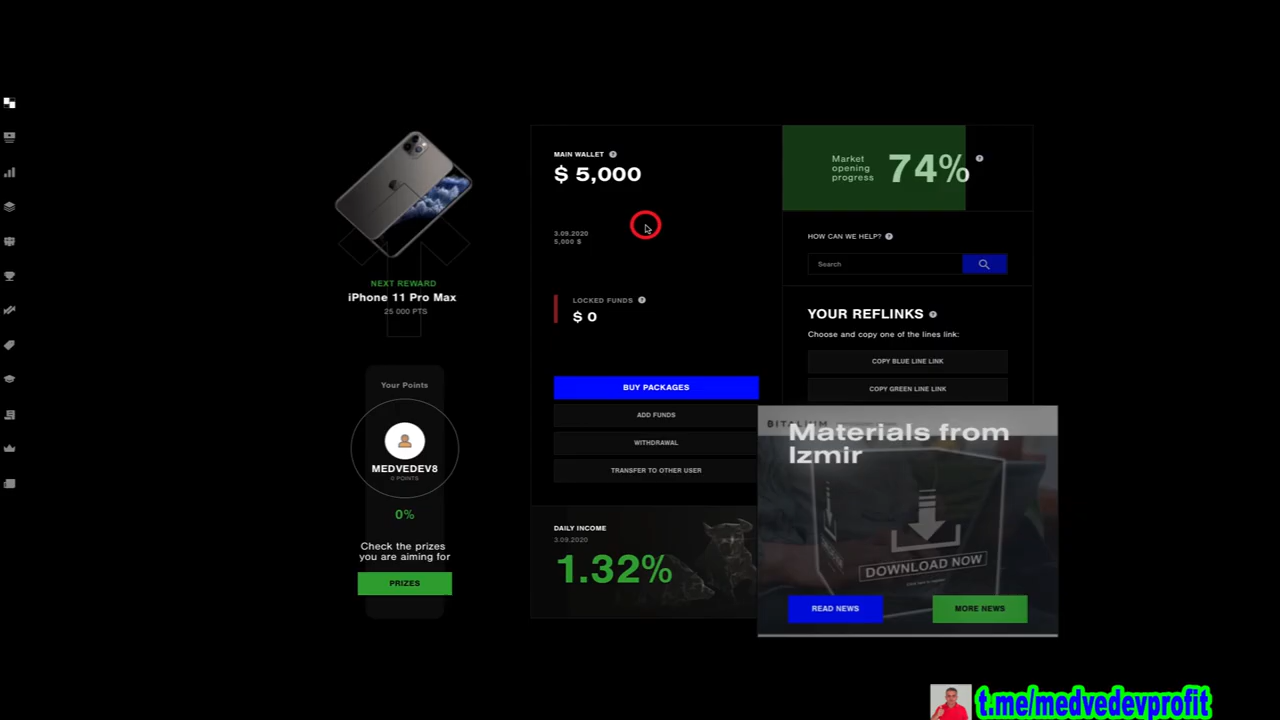 MAIN WALLET
$ 5,000
3.09.2020
5,000 $
LOCKED FUNDS
$ 0
BUY PACKAGES
ADD FUNDS
WITHDRAWAL
TRANSFER TO OTHER USER
DAILY INCOME
3.09.2020
1.32%
NEXT REWARD
iPhone 11 Pro Max
25 000 PTS
Your Points
MEDVEDEV8
0 POINTS
0%
Check the prizes
you are aiming for
PRIZES
Market
opening
progress
74%
HOW CAN WE HELP?
Search
YOUR REFLINKS
Choose and copy one of the lines link:
COPY BLUE LINE LINK
COPY GREEN LINE LINK
BITALIUM
Materials from
Izmir
DOWNLOAD NOW
READ NEWS
MORE NEWS
t.me/medvedevprofit